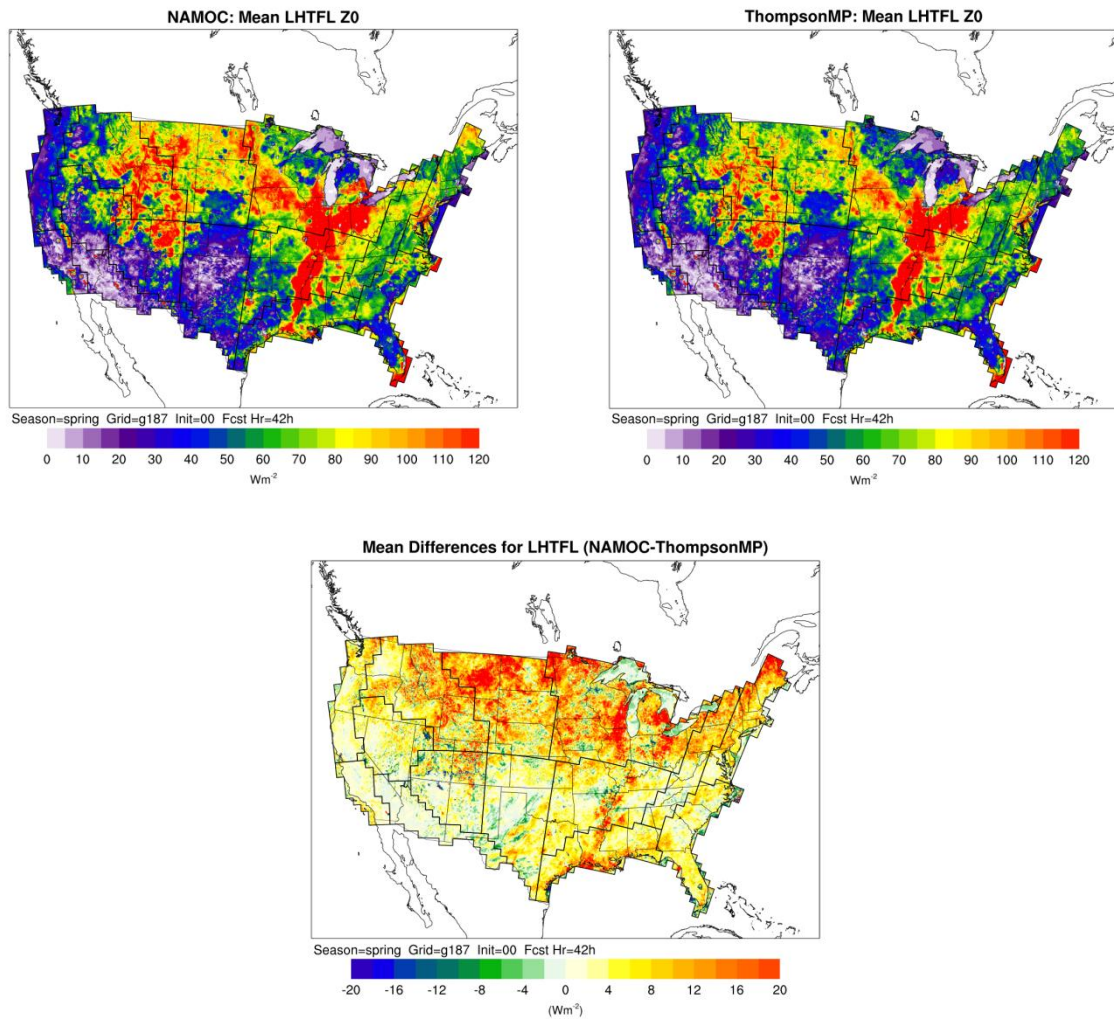 NAMOC: Mean LHTFL Z0
Season=spring Grid=g187 Init=00 Fcst Hr=42h
0 10 20 30 40 50 60 70 80 90 100 110 120
Wm-2
ThompsonMP: Mean LHTFL Z0
Season=spring Grid=g187 Init=00 Fcst Hr=42h
0 10 20 30 40 50 60 70 80 90 100 110 120
Wm-2
Mean Differences for LHTFL (NAMOC-ThompsonMP)
Season=spring Grid=g187 Init=00 Fcst Hr=42h
-20 -16 -12 -8 -4 0 4 8 12 16 20
(Wm-2)